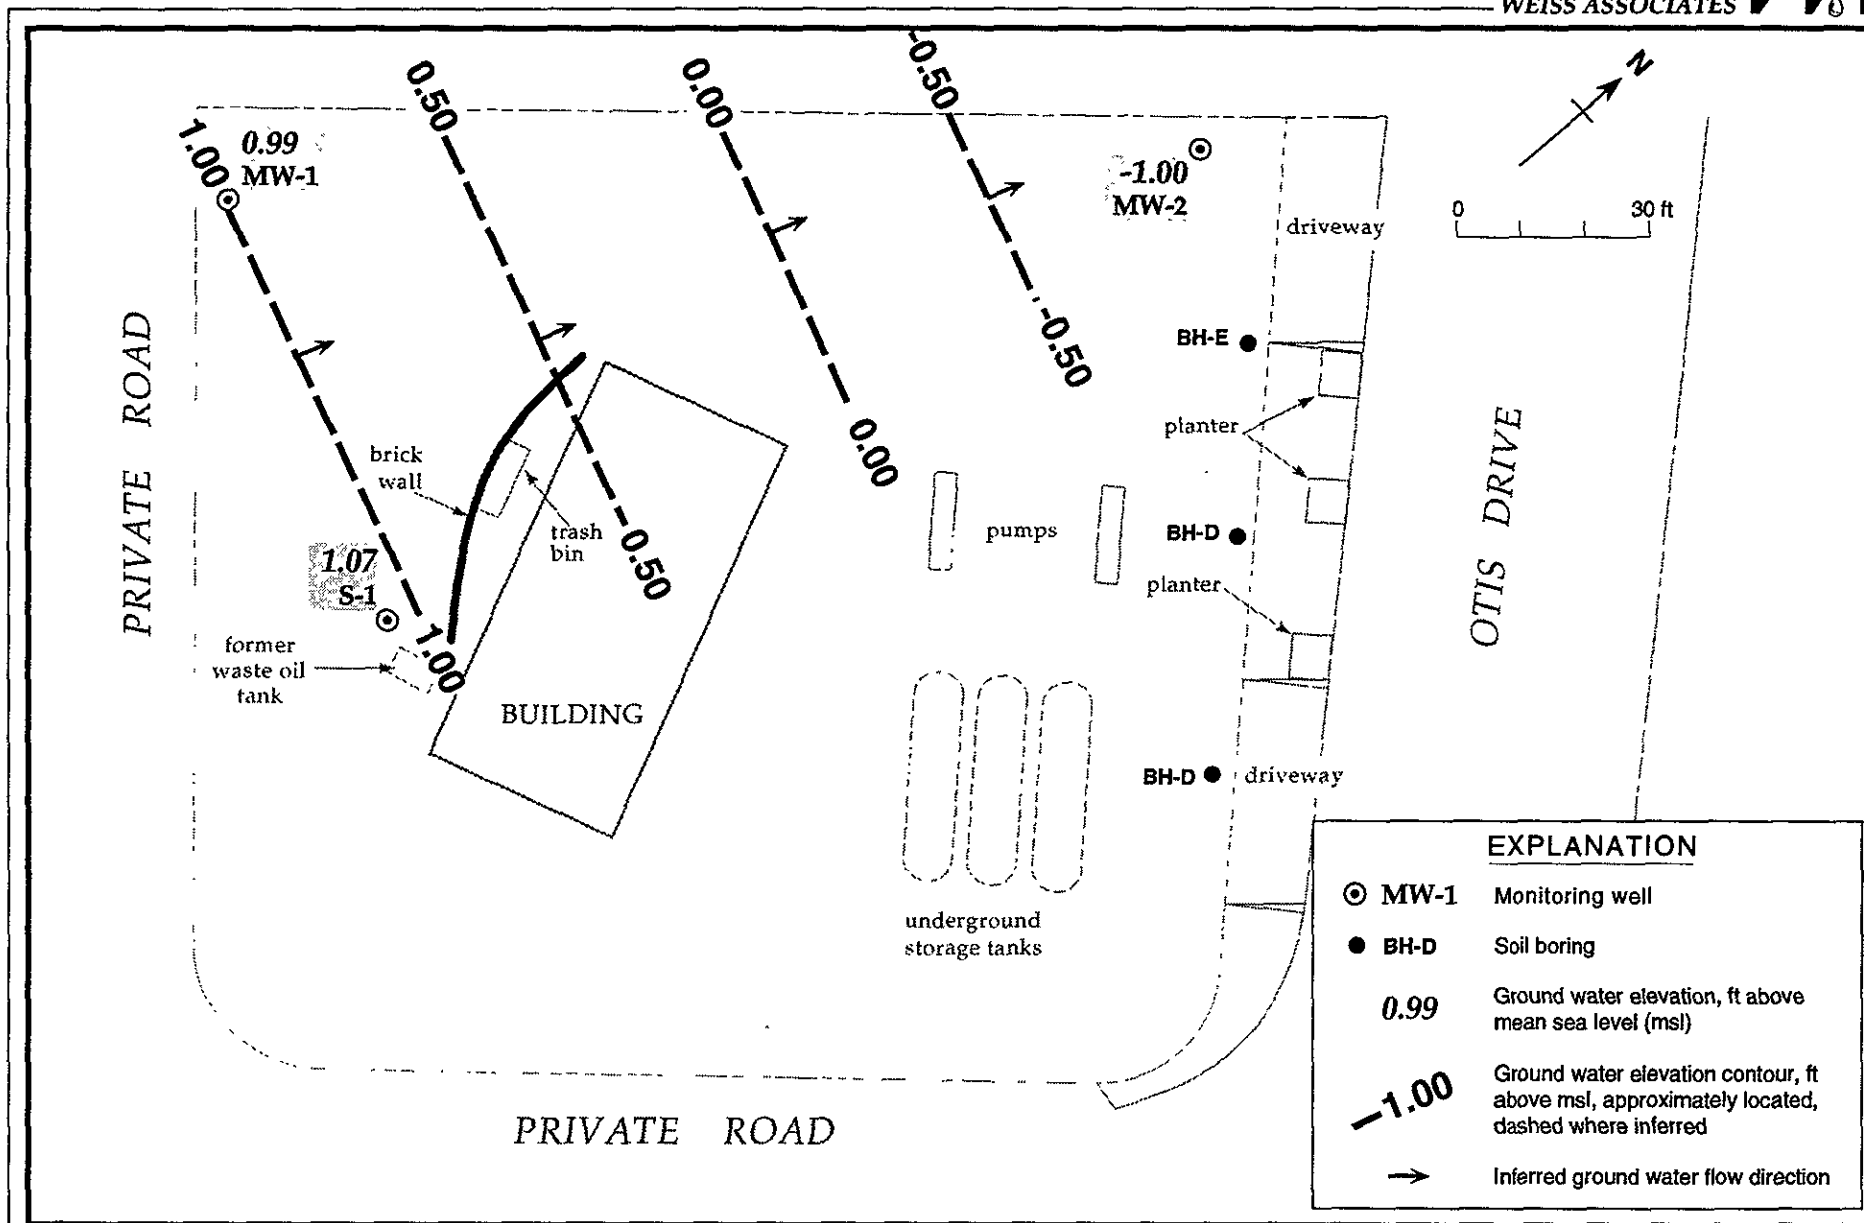 WEISS ASSOCIATES
N
0.50
0.00
-0.50
1.00
0.99
MW-1
-1.00
MW-2
0 30 ft
driveway
-0.50
BH-E
PRIVATE ROAD
planter
brick
wall
0.00
OTIS DRIVE
trash
bin
0.50
pumps
BH-D
1.07
S-1
planter
former
waste oil
tank
1.00
BUILDING
BH-D
driveway
underground
storage tanks
PRIVATE ROAD
EXPLANATION
MW-1 Monitoring well
BH-D Soil boring
0.99 Ground water elevation, ft above
mean sea level (msl)
1.00 Ground water elevation contour, ft
above msl, approximately located,
dashed where inferred
Inferred ground water flow direction